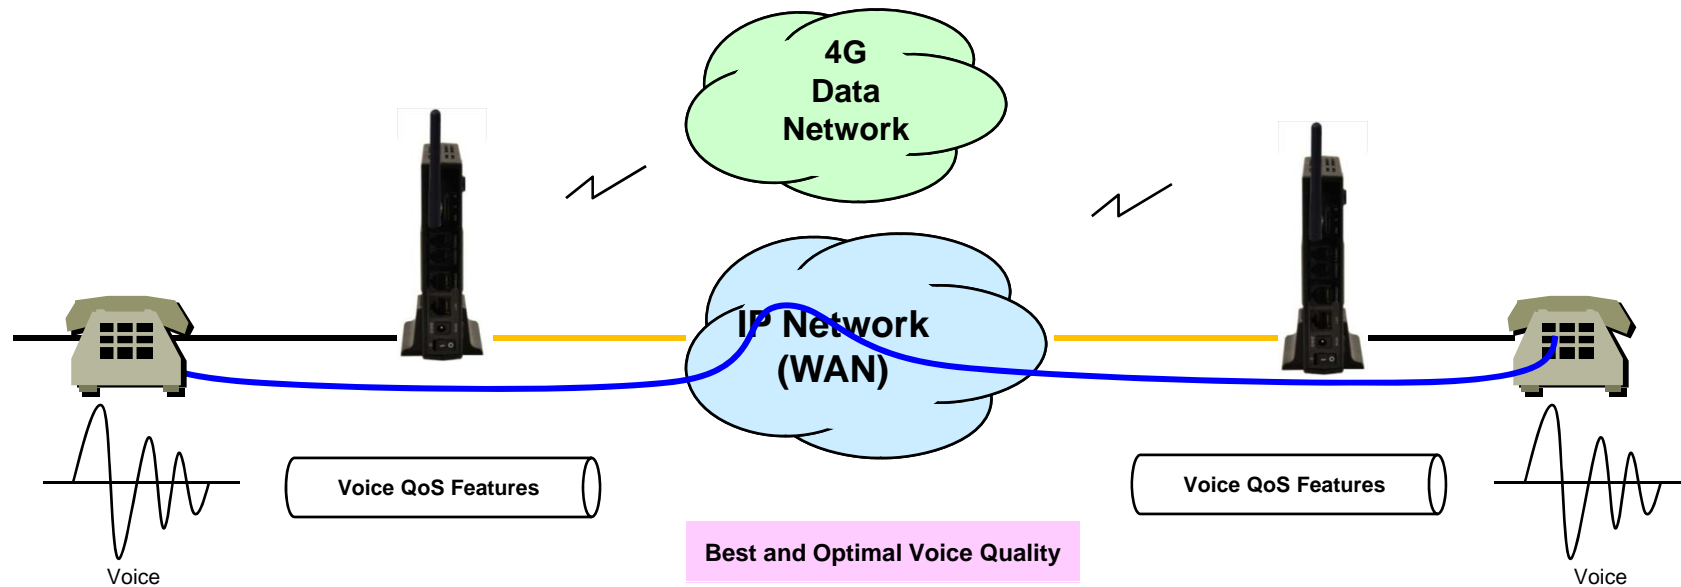 4G
Data
Network
IP Network
(WAN)
Voice QoS Features
Voice QoS Features
Best and Optimal Voice Quality
Voice
Voice